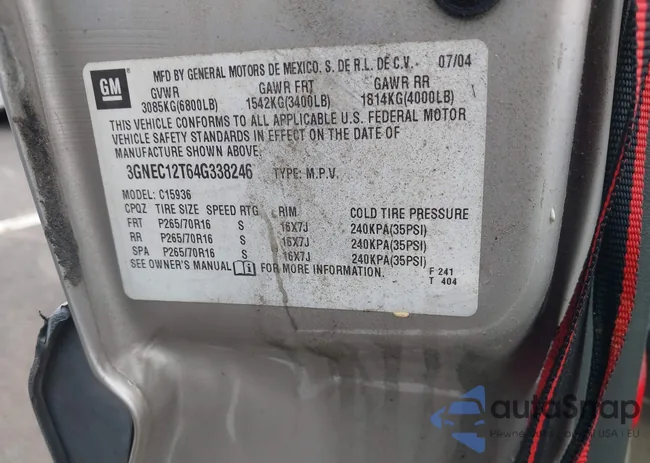 GM
MFD BY GENERAL MOTORS DE MEXICO, S. DE R.L. DE C.V. 07/04
GVWR GAWR FRT GAWR RR
3085KG(6800LB) 1542KG(3400LB) 1814KG(4000LB)
THIS VEHICLE CONFORMS TO ALL APPLICABLE U.S. FEDERAL MOTOR
VEHICLE SAFETY STANDARDS IN EFFECT ON THE DATE OF
MANUFACTURE SHOWN ABOVE:
3GNEC12T64G338246 TYPE: M.P.V.
MODEL: C15936
CPQZ TIRE SIZE SPEED RTG RIM COLD TIRE PRESSURE
FRT P265/70R16 S 16X7J 240KPA(35PSI)
RR P265/70R16 S 16X7J 240KPA(35PSI)
SPA P265/70R16 S 16X7J 240KPA(35PSI)
SEE OWNER'S MANUAL FOR MORE INFORMATION
F 241
T 404
autoSnap
USA - EU